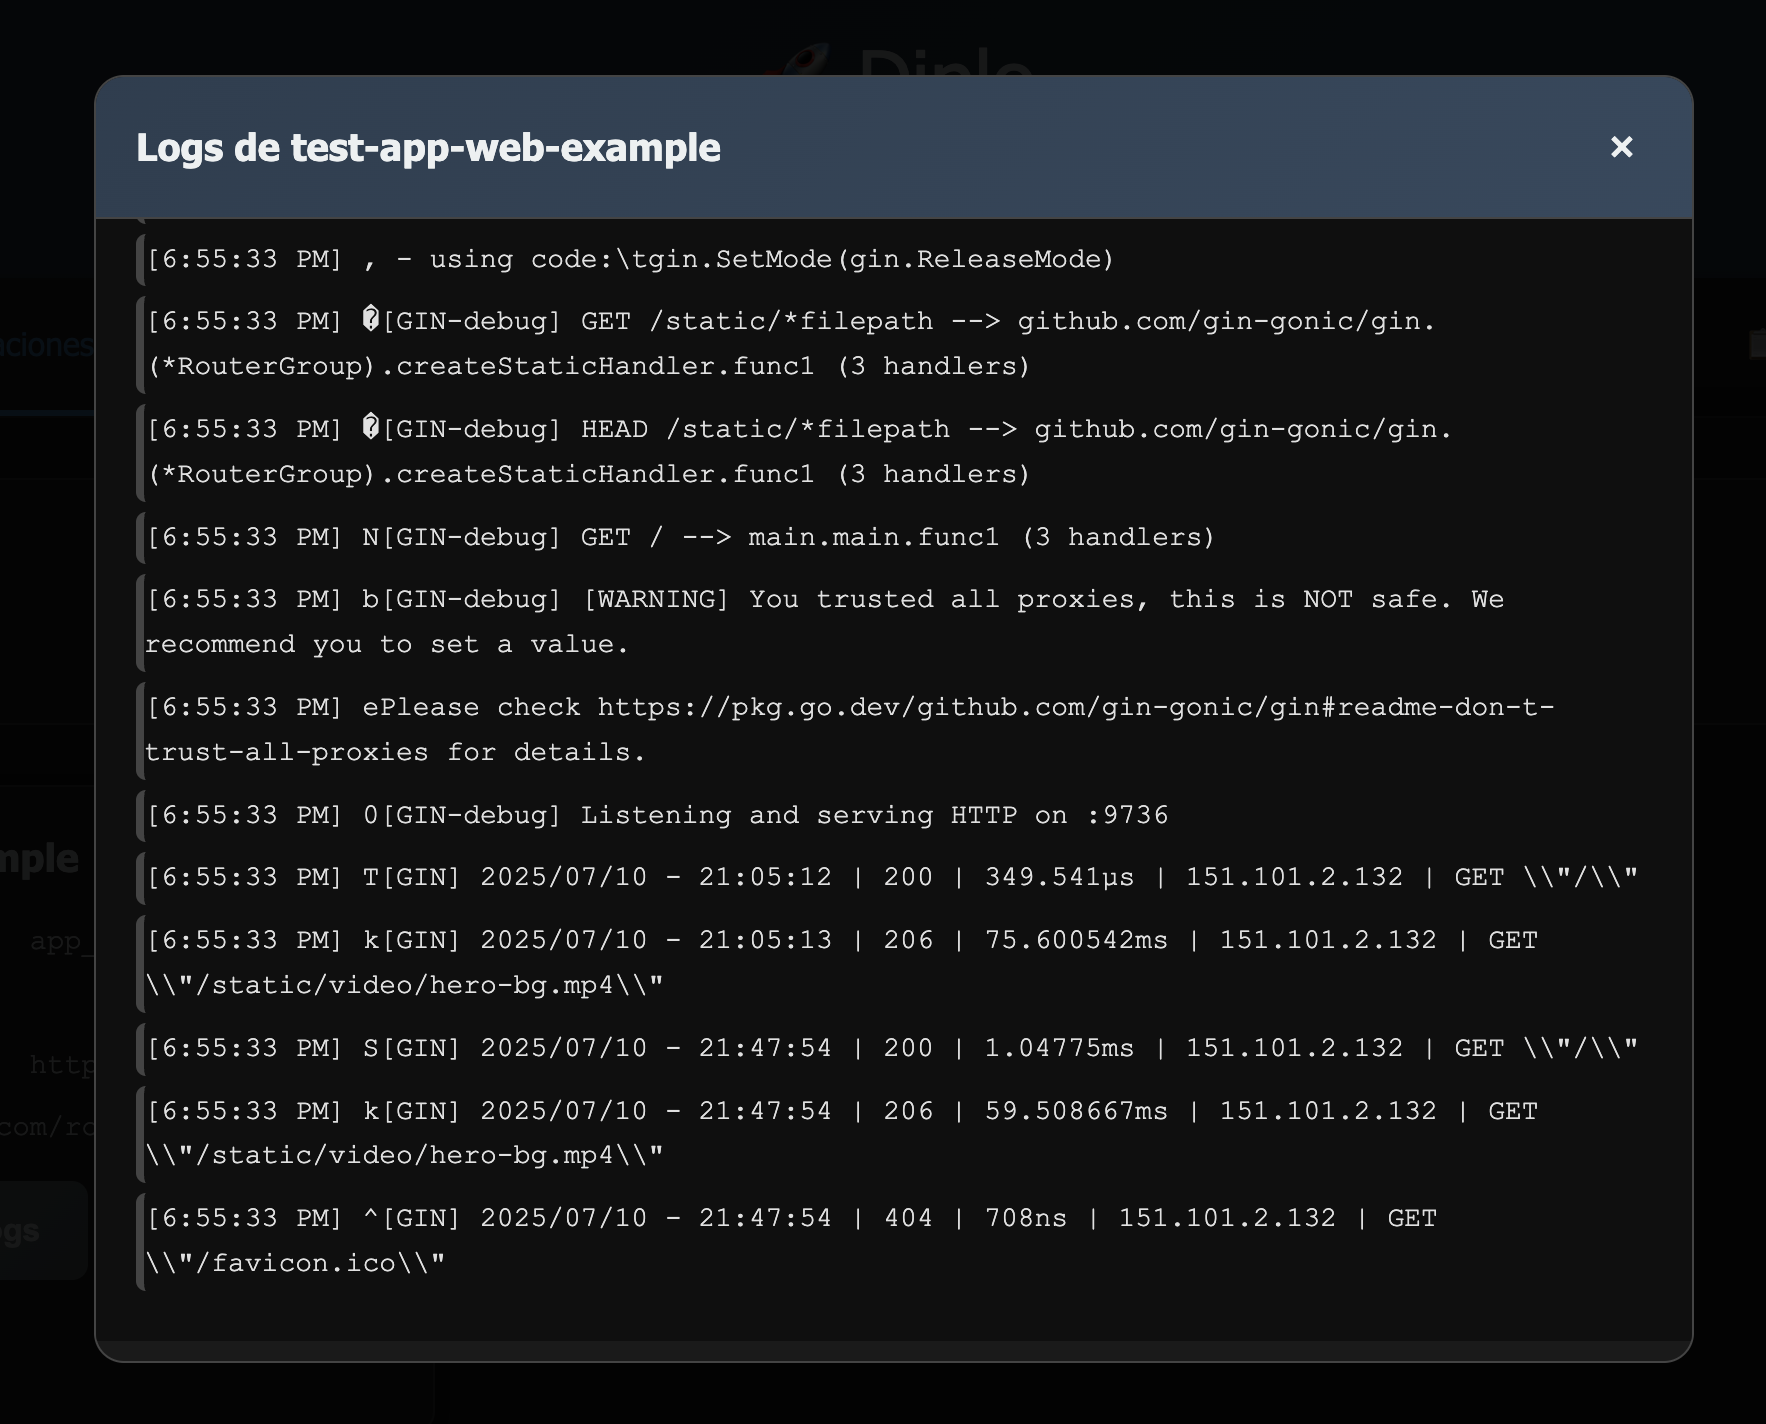 Logs de test-app-web-example
×
[6:55:33 PM] , - using code:\tgin.SetMode(gin.ReleaseMode)
[6:55:33 PM] �[GIN-debug] GET /static/*filepath --> github.com/gin-gonic/gin.
(*RouterGroup).createStaticHandler.func1 (3 handlers)
[6:55:33 PM] �[GIN-debug] HEAD /static/*filepath --> github.com/gin-gonic/gin.
(*RouterGroup).createStaticHandler.func1 (3 handlers)
[6:55:33 PM] N[GIN-debug] GET / --> main.main.func1 (3 handlers)
[6:55:33 PM] b[GIN-debug] [WARNING] You trusted all proxies, this is NOT safe. We
recommend you to set a value.
[6:55:33 PM] ePlease check https://pkg.go.dev/github.com/gin-gonic/gin#readme-don-t-
trust-all-proxies for details.
[6:55:33 PM] 0[GIN-debug] Listening and serving HTTP on :9736
[6:55:33 PM] T[GIN] 2025/07/10 - 21:05:12 | 200 | 349.541µs | 151.101.2.132 | GET \\"/\\"
[6:55:33 PM] k[GIN] 2025/07/10 - 21:05:13 | 206 | 75.600542ms | 151.101.2.132 | GET
\\"/static/video/hero-bg.mp4\\"
[6:55:33 PM] S[GIN] 2025/07/10 - 21:47:54 | 200 | 1.04775ms | 151.101.2.132 | GET \\"/\\"
[6:55:33 PM] k[GIN] 2025/07/10 - 21:47:54 | 206 | 59.508667ms | 151.101.2.132 | GET
\\"/static/video/hero-bg.mp4\\"
[6:55:33 PM] ^[GIN] 2025/07/10 - 21:47:54 | 404 | 708ns | 151.101.2.132 | GET
\\"/favicon.ico\\"